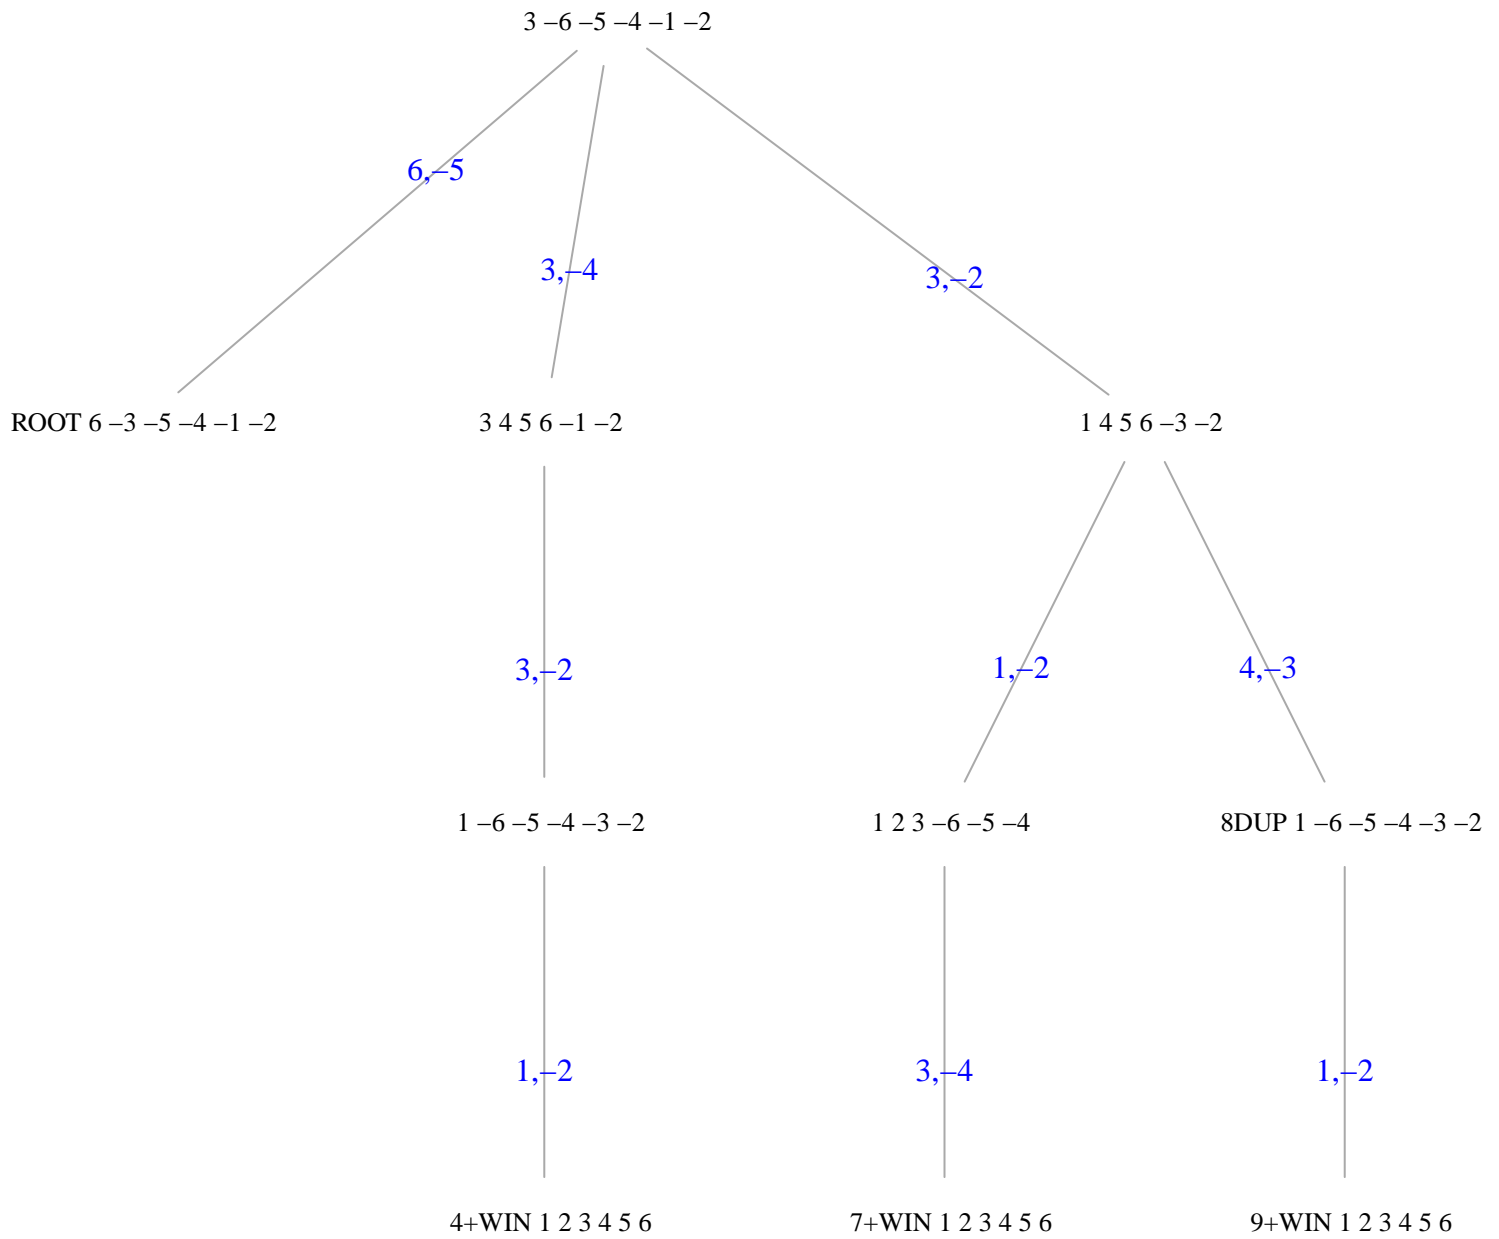 3 –6 –5 –4 –1 –2
6,–5
3,–4
3,–2
ROOT 6 –3 –5 –4 –1 –2
3 4 5 6 –1 –2
1 4 5 6 –3 –2
3,–2
1,–2
4,–3
1 –6 –5 –4 –3 –2
1 2 3 –6 –5 –4
8DUP 1 –6 –5 –4 –3 –2
1,–2
3,–4
1,–2
4+WIN 1 2 3 4 5 6
7+WIN 1 2 3 4 5 6
9+WIN 1 2 3 4 5 6